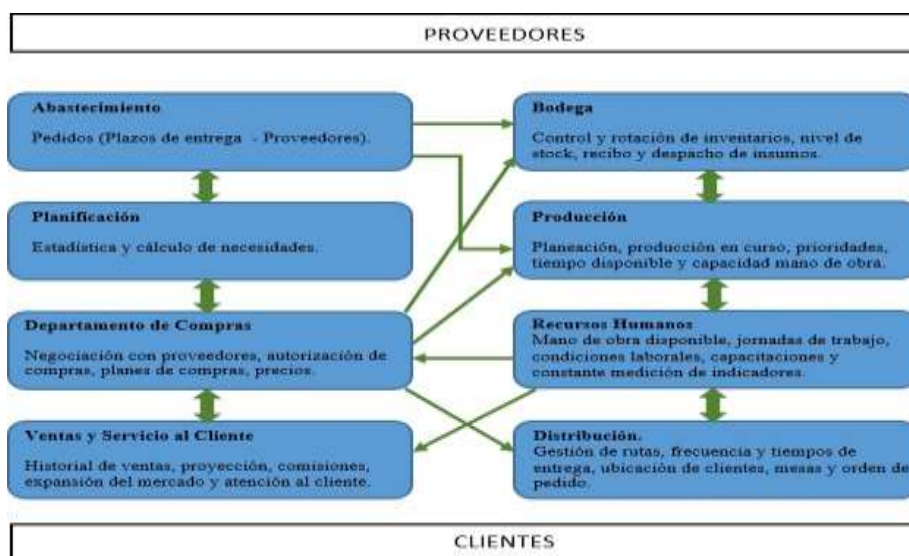 PROVEEDORES
Abastecimiento
Pedidos (Plazos de entrega - Proveedores).
Bodega
Control y rotación de inventarios, nivel de
stock, recibo y despacho de insumos.
Planificación
Estadística y cálculo de necesidades.
Producción
Planeación, producción en curso, prioridades,
tiempo disponible y capacidad mano de obra.
Departamento de Compras
Negociación con proveedores, autorización de
compras, planes de compras, precios.
Recursos Humanos
Mano de obra disponible, jornadas de trabajo,
condiciones laborales, capacitaciones y
constante medición de indicadores.
Ventas y Servicio al Cliente
Historial de ventas, proyección, comisiones,
expansión del mercado y atención al cliente.
Distribución.
Gestión de rutas, frecuencia y tiempos de
entrega, ubicación de clientes, mesas y orden de
pedido.
CLIENTES